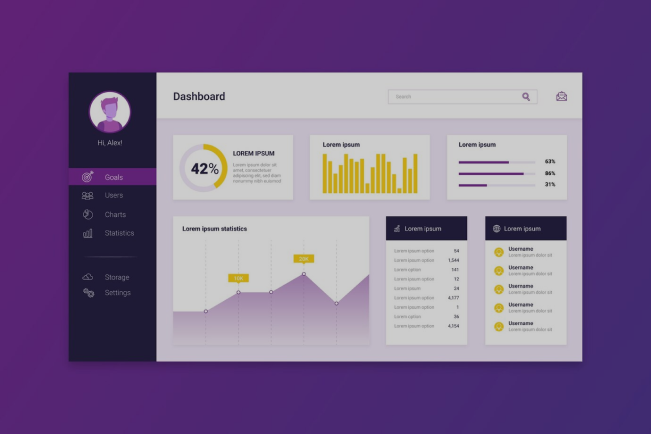 Dashboard
Search
Hi, Alex!
Goals
Users
Charts
Statistics
Storage
Settings
42%
LOREM IPSUM
Lorem ipsum dolor sit
amet, consectetuer
adipiscing elit, sed diam
nonummy nibh euismod
Lorem ipsum
Lorem ipsum
63%
86%
31%
Lorem ipsum statistics
Lorem ipsum
Lorem ipsum option 54
Lorem ipsum option 1,544
Lorem ipsum option 141
Lorem ipsum option 12
Lorem ipsum 24
Lorem ipsum option 4,177
Lorem ipsum option 1
Lorem ipsum option 36
Lorem ipsum option 4,154
Lorem ipsum
Username
Lorem ipsum dolor sit
Username
Lorem ipsum dolor sit
Username
Lorem ipsum dolor sit
Username
Lorem ipsum dolor sit
Username
Lorem ipsum dolor sit